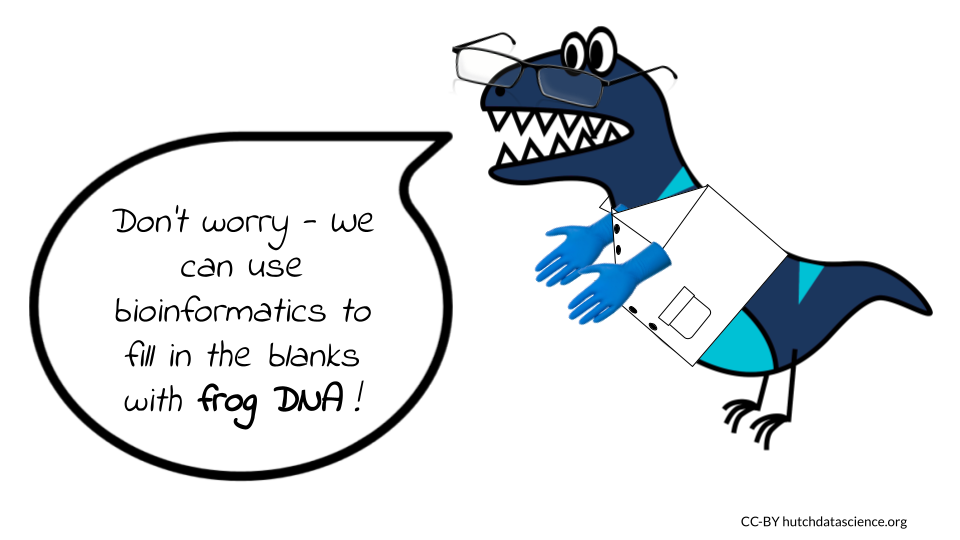 Don't worry - we
can use
bioinformatics to
fill in the blanks
with frog DNA !
CC-BY hutchdatascience.org